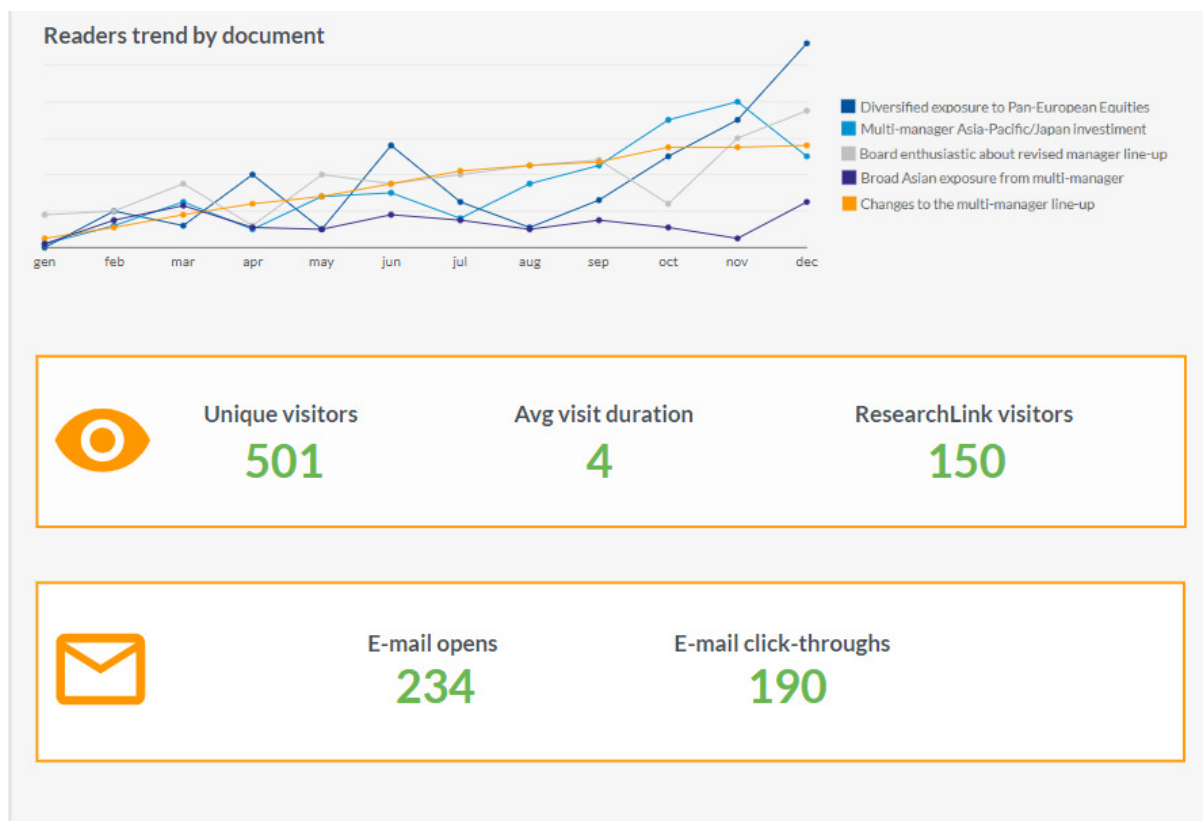 Readers trend by document
Diversified exposure to Pan-European Equities
Multi-manager Asia-Pacific/Japan investiment
Board enthusiastic about revised manager line-up
Broad Asian exposure from multi-manager
Changes to the multi-manager line-up
gen feb mar apr may jun jul aug sep oct nov dec
Unique visitors Avg visit duration ResearchLink visitors
501 4 150
E-mail opens E-mail click-throughs
234 190